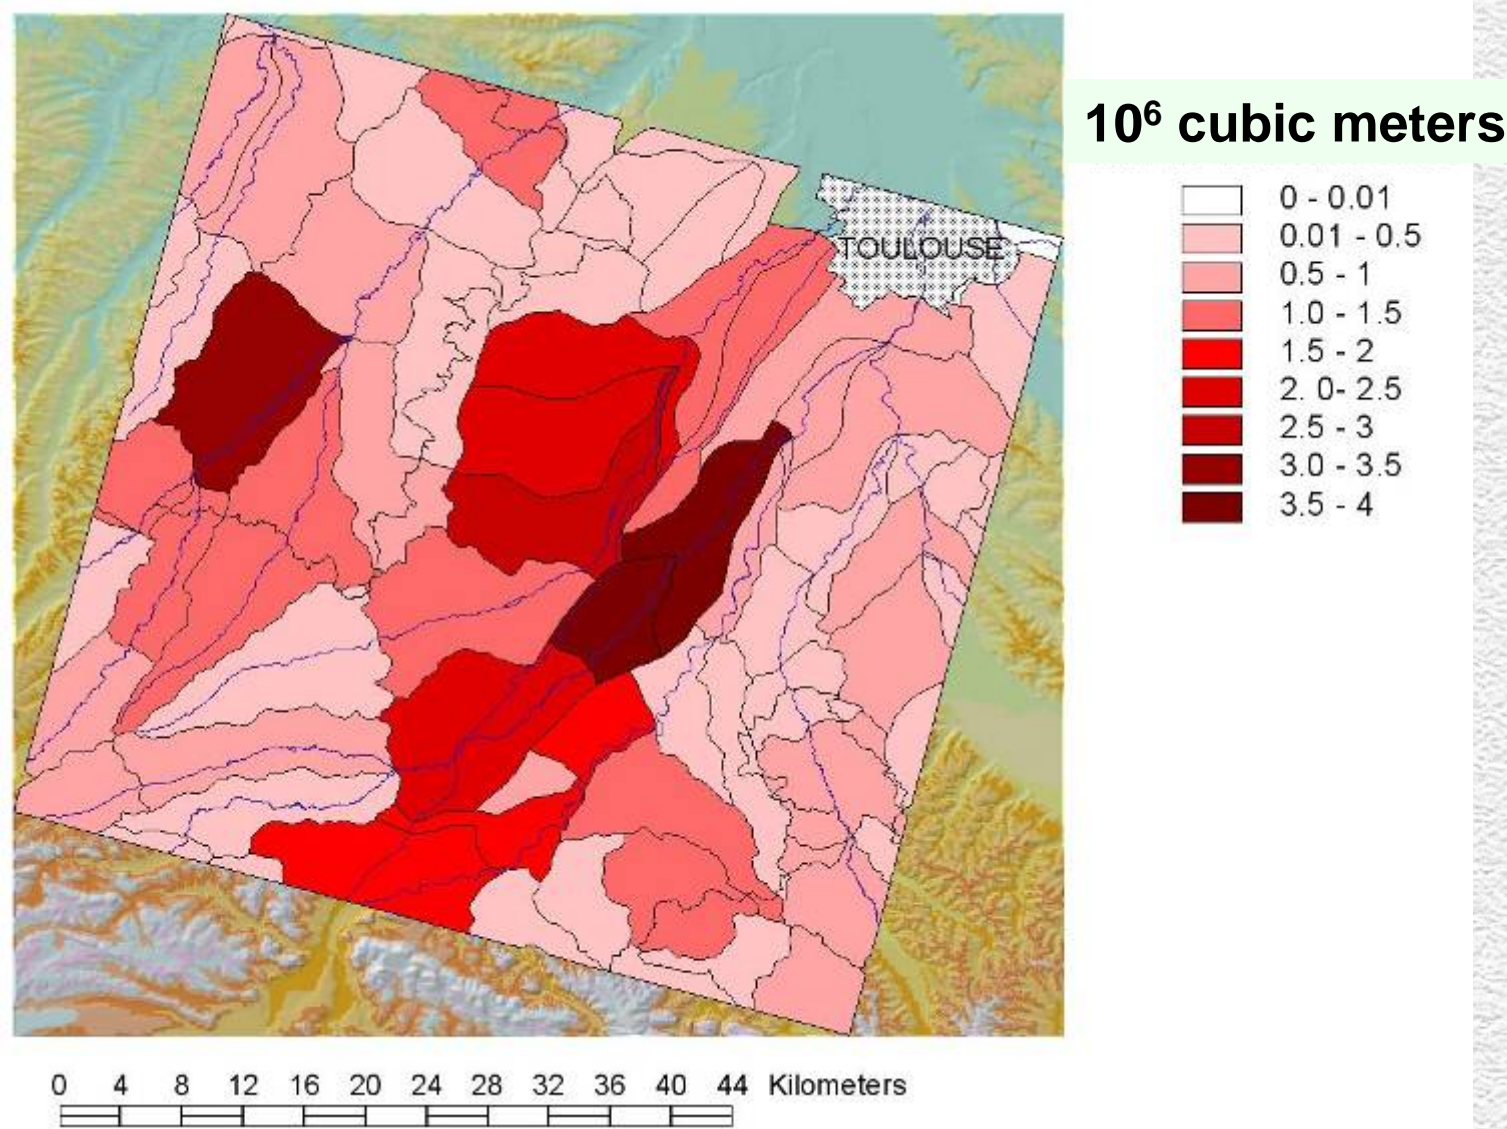 10⁶ cubic meters
TOULOUSE
0 - 0.01
0.01 - 0.5
0.5 - 1
1.0 - 1.5
1.5 - 2
2. 0- 2.5
2.5 - 3
3.0 - 3.5
3.5 - 4
0 4 8 12 16 20 24 28 32 36 40 44 Kilometers